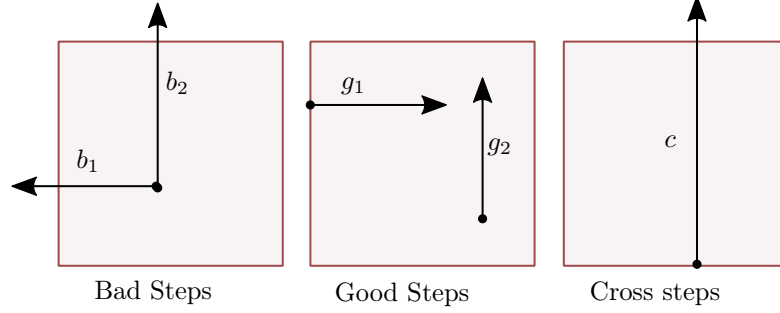 b₂
b₁
g₁
g₂
c
Bad Steps
Good Steps
Cross steps